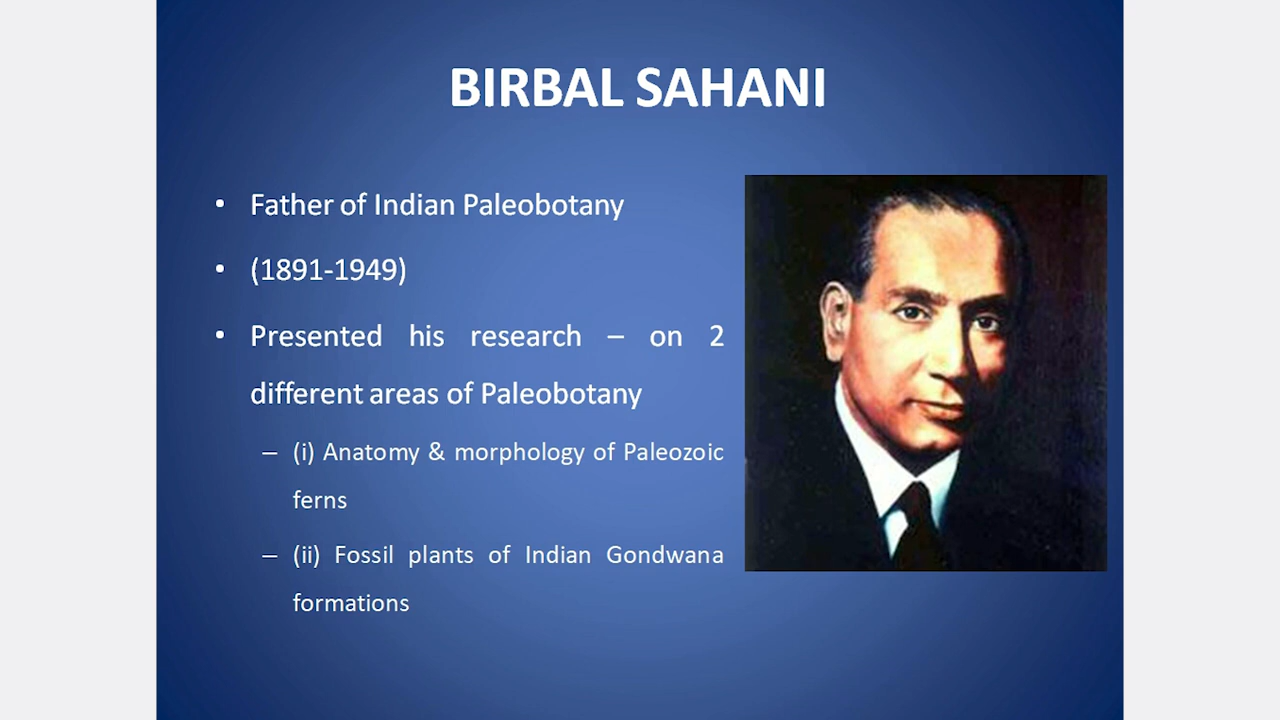 BIRBAL SAHANI
• Father of Indian Paleobotany
• (1891-1949)
• Presented his research – on 2
different areas of Paleobotany
– (i) Anatomy & morphology of Paleozoic
ferns
– (ii) Fossil plants of Indian Gondwana
formations